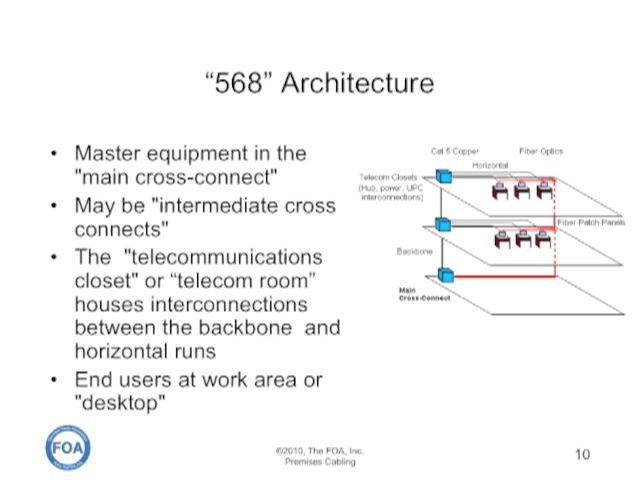 “568” Architecture
• Master equipment in the
"main cross-connect"
• May be "intermediate cross
connects"
• The "telecommunications
closet" or “telecom room”
houses interconnections
between the backbone and
horizontal runs
• End users at work area or
"desktop"
Cat 5 Copper
Fiber Optics
Horizontal
Telecom Closets
(Hub, power, UPC
interconnections)
Fiber Patch Panels
Backbone
Main
Cross-Connect
FOA
©2010, The FOA, Inc.
Premises Cabling
10